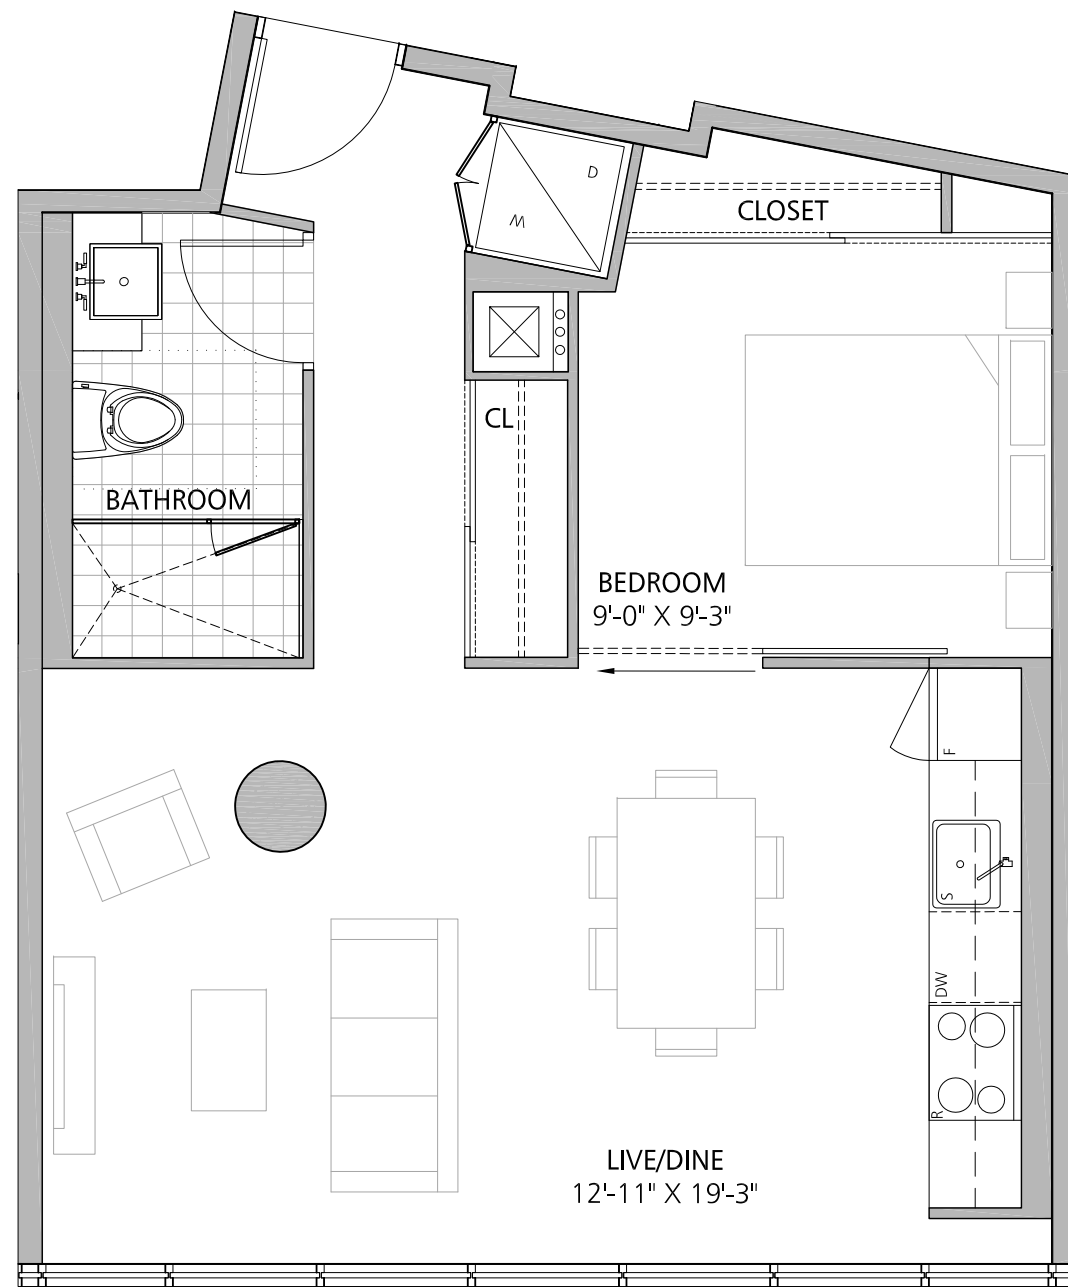 D
W
CLOSET
CL
BATHROOM
BEDROOM
9'-0" X 9'-3"
F
S
DW
R
LIVE/DINE
12'-11" X 19'-3"